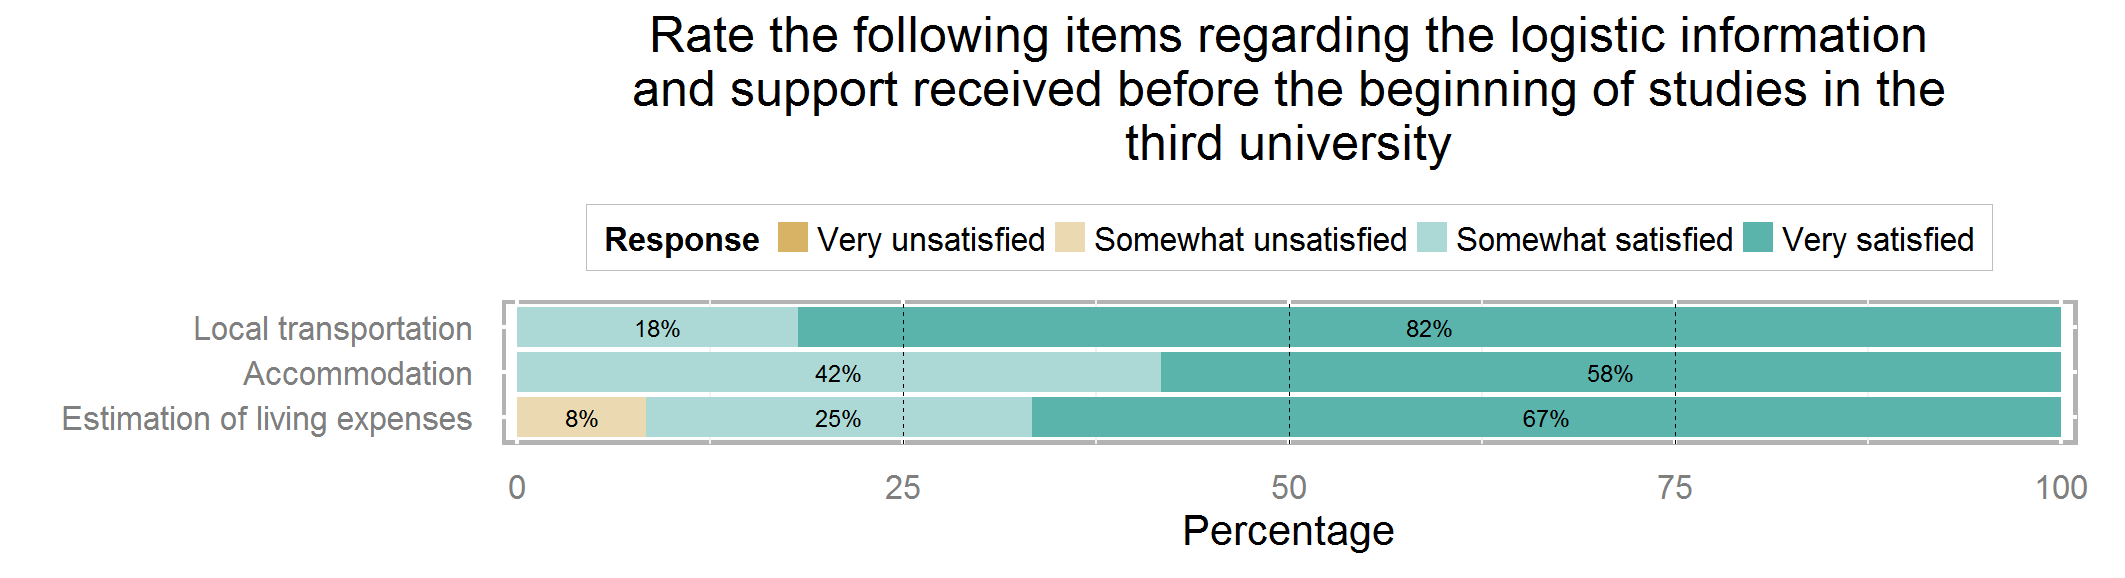 Rate the following items regarding the logistic information
and support received before the beginning of studies in the
third university
Response Very unsatisfied Somewhat unsatisfied Somewhat satisfied Very satisfied
Local transportation 18% 82%
Accommodation 42% 58%
Estimation of living expenses 8% 25% 67%
0 25 50 75 100
Percentage